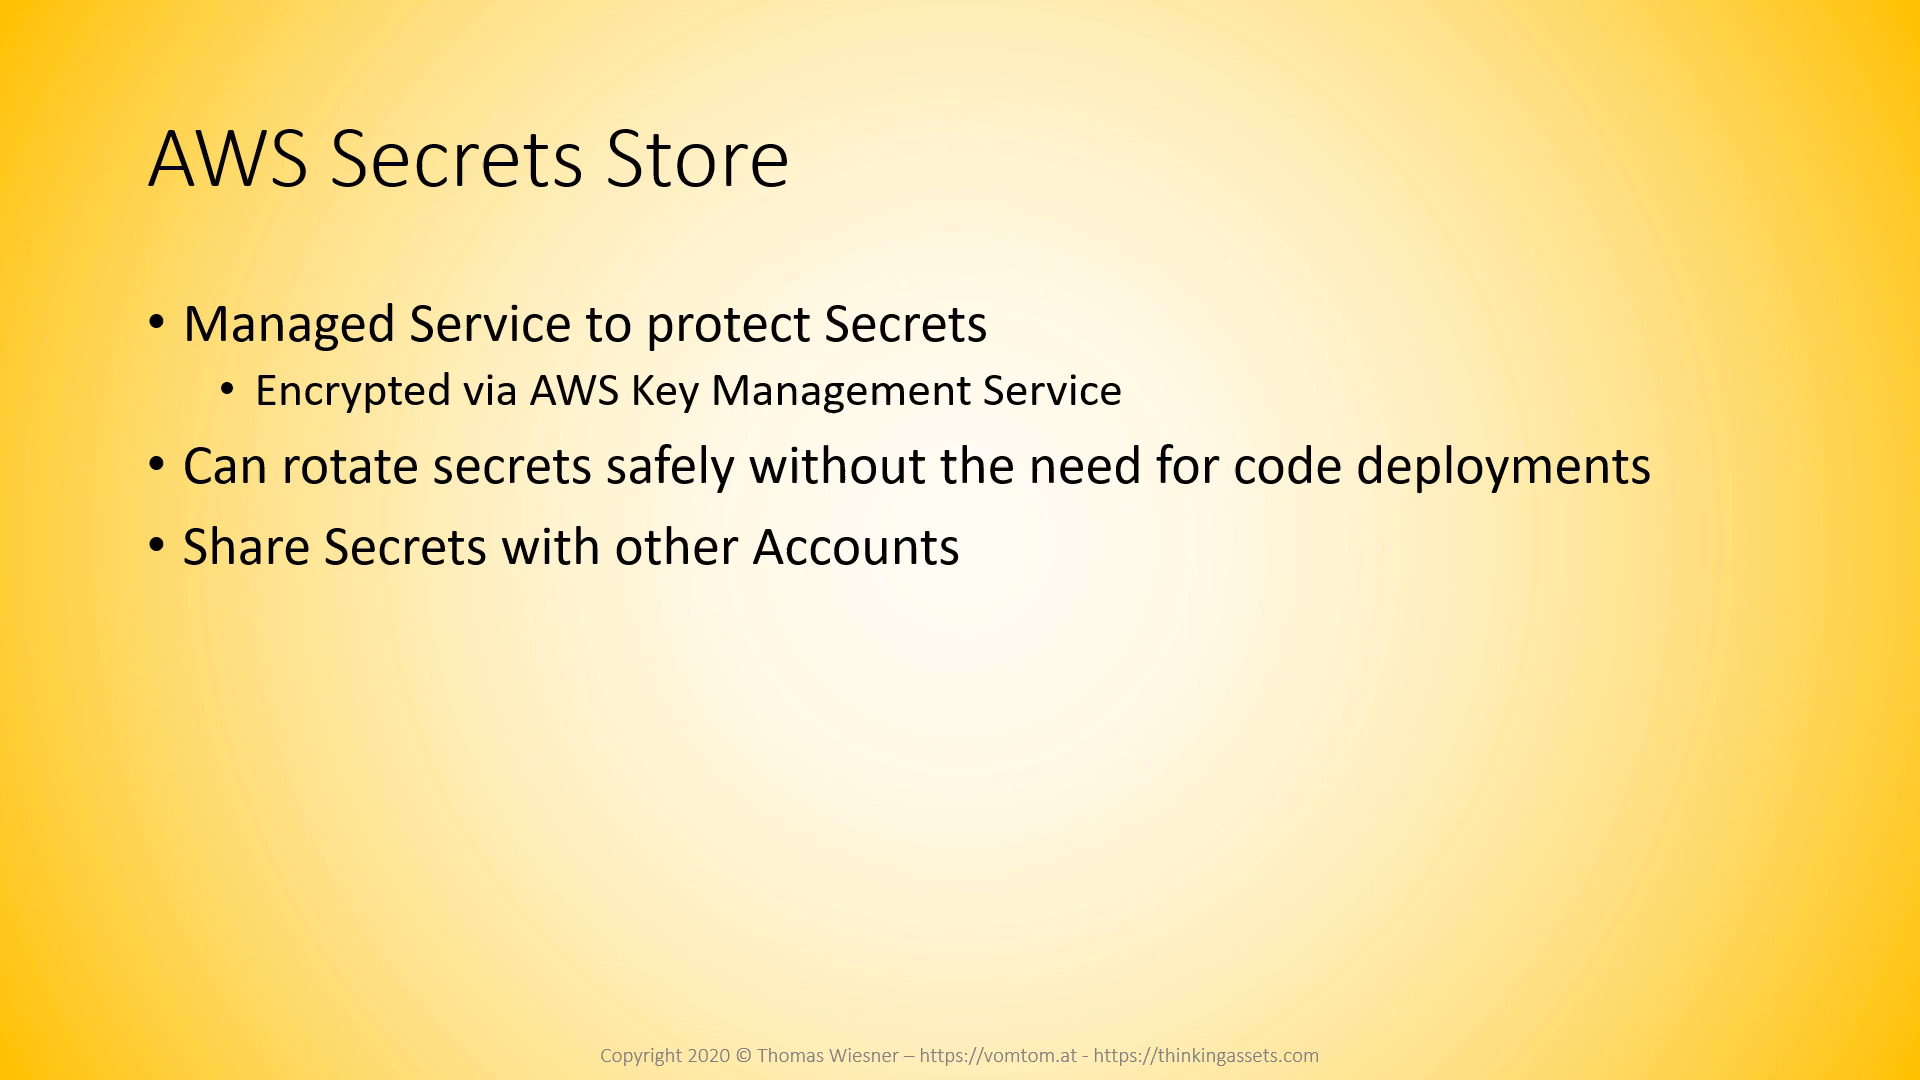 AWS Secrets Store
• Managed Service to protect Secrets
• Encrypted via AWS Key Management Service
• Can rotate secrets safely without the need for code deployments
• Share Secrets with other Accounts
Copyright 2020 © Thomas Wiesner – https://vomtom.at - https://thinkingassets.com